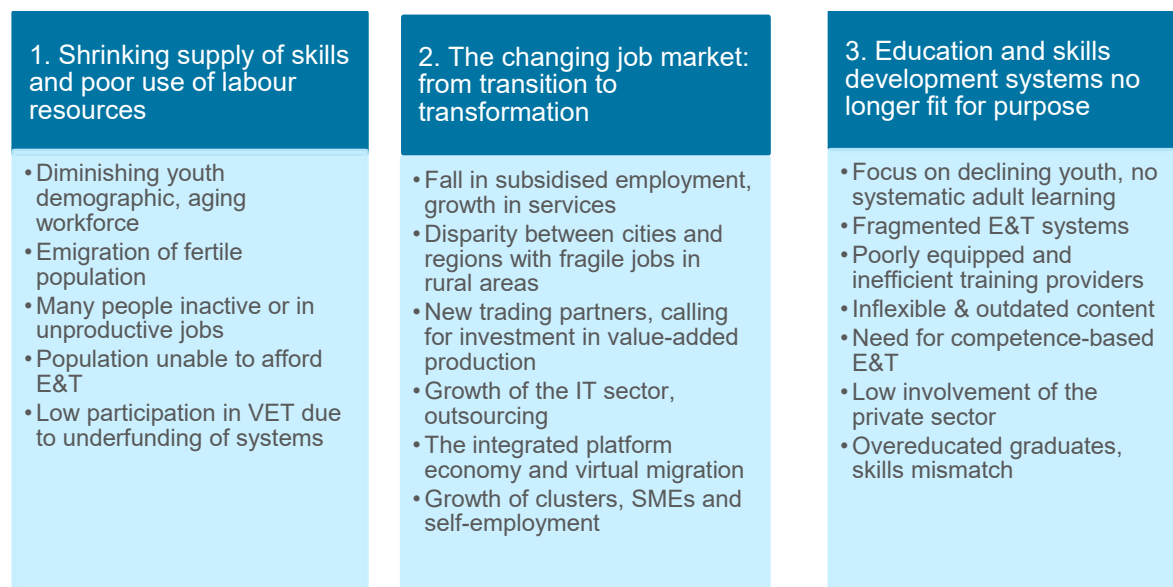 1. Shrinking supply of skills
and poor use of labour
resources
• Diminishing youth
demographic, aging
workforce
• Emigration of fertile
population
• Many people inactive or in
unproductive jobs
• Population unable to afford
E&T
• Low participation in VET due
to underfunding of systems
2. The changing job market:
from transition to
transformation
• Fall in subsidised employment,
growth in services
• Disparity between cities and
regions with fragile jobs in
rural areas
• New trading partners, calling
for investment in value-added
production
• Growth of the IT sector,
outsourcing
• The integrated platform
economy and virtual migration
• Growth of clusters, SMEs and
self-employment
3. Education and skills
development systems no
longer fit for purpose
• Focus on declining youth, no
systematic adult learning
• Fragmented E&T systems
• Poorly equipped and
inefficient training providers
• Inflexible & outdated content
• Need for competence-based
E&T
• Low involvement of the
private sector
• Overeducated graduates,
skills mismatch